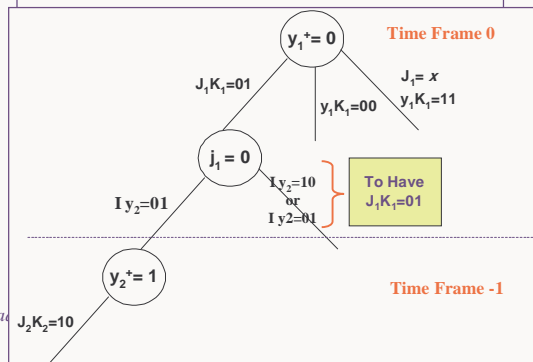 y₁⁺= 0
Time Frame 0
J₁K₁=01
y₁K₁=00
J₁= x
y₁K₁=11
j₁ = 0
I y₂=01
I y₂=10
or
I y2=01
To Have
J₁K₁=01
y₂⁺= 1
Time Frame -1
J₂K₂=10